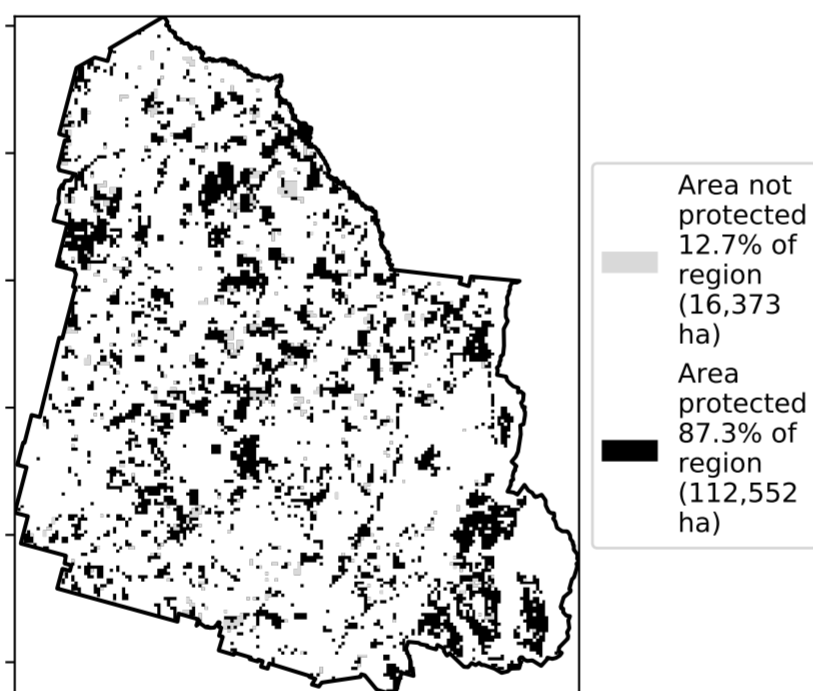 Area not
protected
12.7% of
region
(16,373
ha)
Area
protected
87.3% of
region
(112,552
ha)